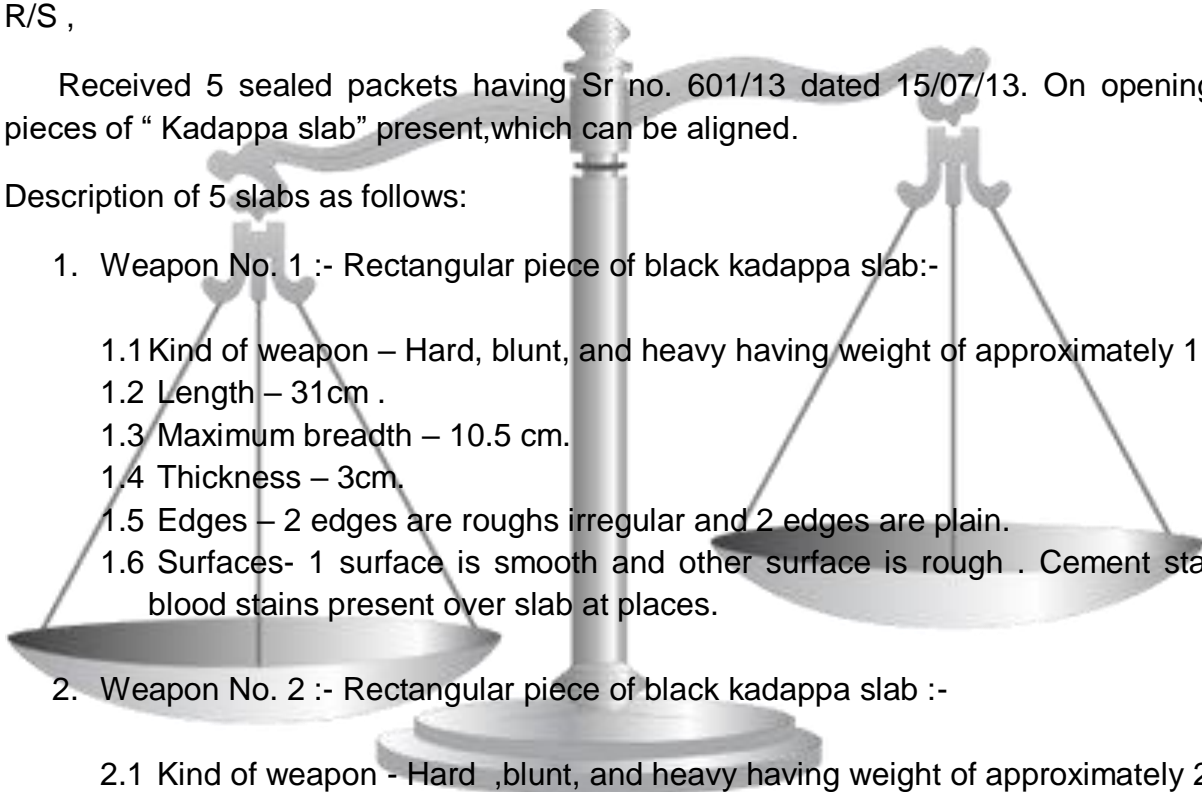 R/S ,
Received 5 sealed packets having Sr no. 601/13 dated 15/07/13. On opening
pieces of “ Kadappa slab” present,which can be aligned.
Description of 5 slabs as follows:
1. Weapon No. 1 :- Rectangular piece of black kadappa slab:-
1.1 Kind of weapon – Hard, blunt, and heavy having weight of approximately 1
1.2 Length – 31cm .
1.3 Maximum breadth – 10.5 cm.
1.4 Thickness – 3cm.
1.5 Edges – 2 edges are roughs irregular and 2 edges are plain.
1.6 Surfaces- 1 surface is smooth and other surface is rough . Cement
blood stains present over slab at places.
2. Weapon No. 2 :- Rectangular piece of black kadappa slab :-
2.1 Kind of weapon - Hard ,blunt, and heavy having weight of approximately 2